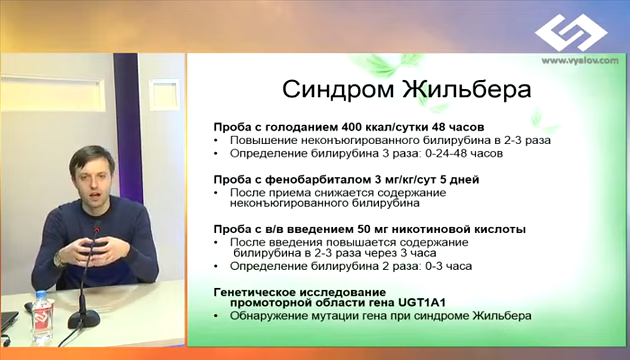 www.vyalov.com
Синдром Жильбера
Проба с голоданием 400 ккал/сутки 48 часов
• Повышение неконъюгированного билирубина в 2-3 раза
• Определение билирубина 3 раза: 0-24-48 часов
Проба с фенобарбиталом 3 мг/кг/сут 5 дней
• После приема снижается содержание
неконъюгированного билирубина
Проба с в/в введением 50 мг никотиновой кислоты
• После введения повышается содержание
билирубина в 2-3 раза через 3 часа
• Определение билирубина 2 раза: 0-3 часа
Генетическое исследование
промоторной области гена UGT1A1
• Обнаружение мутации гена при синдроме Жильбера